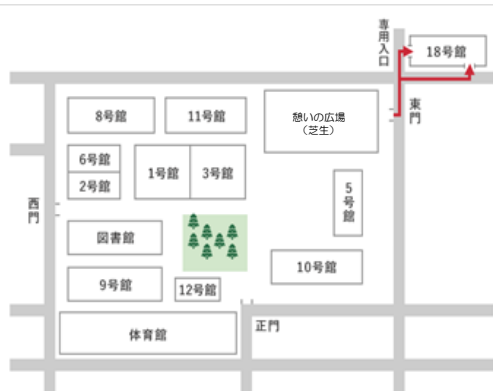 専用入口
18号館
東門
8号館
11号館
憩いの広場
（芝生）
6号館
2号館
1号館
3号館
5号館
西門
図書館
10号館
9号館
12号館
正門
体育館